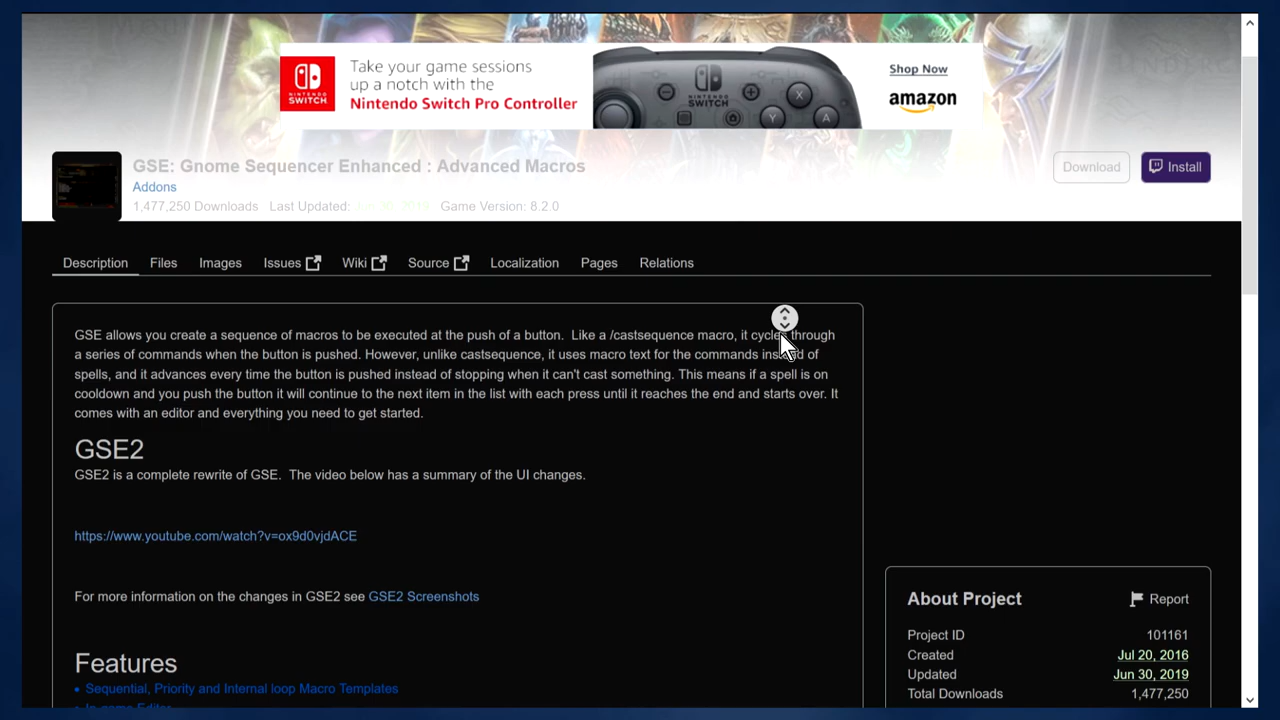 Take your game sessions
up a notch with the
Nintendo Switch Pro Controller
NINTENDO
SWITCH
NINTENDO
SWITCH
X
Y
A
Shop Now
amazon
GSE: Gnome Sequencer Enhanced : Advanced Macros
Addons
1,477,250 Downloads Last Updated: Jun 30, 2019 Game Version: 8.2.0
Download
Install
Description Files Images Issues Wiki Source Localization Pages Relations
GSE allows you create a sequence of macros to be executed at the push of a button. Like a /castsequence macro, it cycles through
a series of commands when the button is pushed. However, unlike castsequence, it uses macro text for the commands instead of
spells, and it advances every time the button is pushed instead of stopping when it can't cast something. This means if a spell is on
cooldown and you push the button it will continue to the next item in the list with each press until it reaches the end and starts over. It
comes with an editor and everything you need to get started.
GSE2
GSE2 is a complete rewrite of GSE. The video below has a summary of the UI changes.
https://www.youtube.com/watch?v=ox9d0vjdACE
For more information on the changes in GSE2 see GSE2 Screenshots
Features
Sequential, Priority and Internal loop Macro Templates
In-game Editor
About Project
Report
Project ID 101161
Created Jul 20, 2016
Updated Jun 30, 2019
Total Downloads 1,477,250